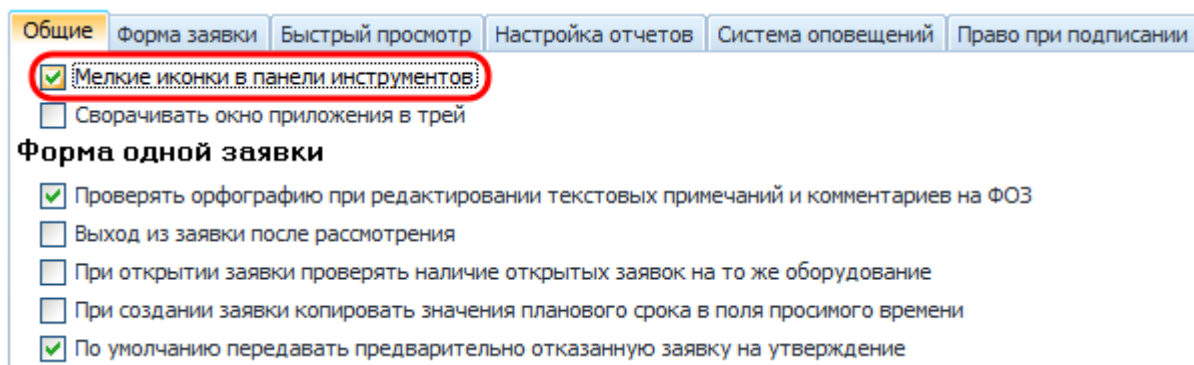 Общие Форма заявки Быстрый просмотр Настройка отчетов Система оповещений Право при подписании
Мелкие иконки в панели инструментов
Сворачивать окно приложения в трей
Форма одной заявки
Проверять орфографию при редактировании текстовых примечаний и комментариев на ФОЗ
Выход из заявки после рассмотрения
При открытии заявки проверять наличие открытых заявок на то же оборудование
При создании заявки копировать значения планового срока в поля просимого времени
По умолчанию передавать предварительно отказанную заявку на утверждение